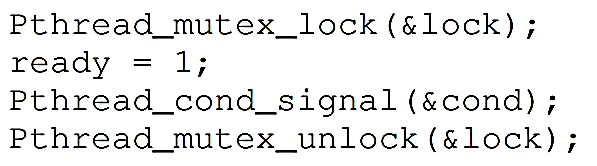 Pthread_mutex_lock(&lock);
ready = 1;
Pthread_cond_signal(&cond);
Pthread_mutex_unlock(&lock);